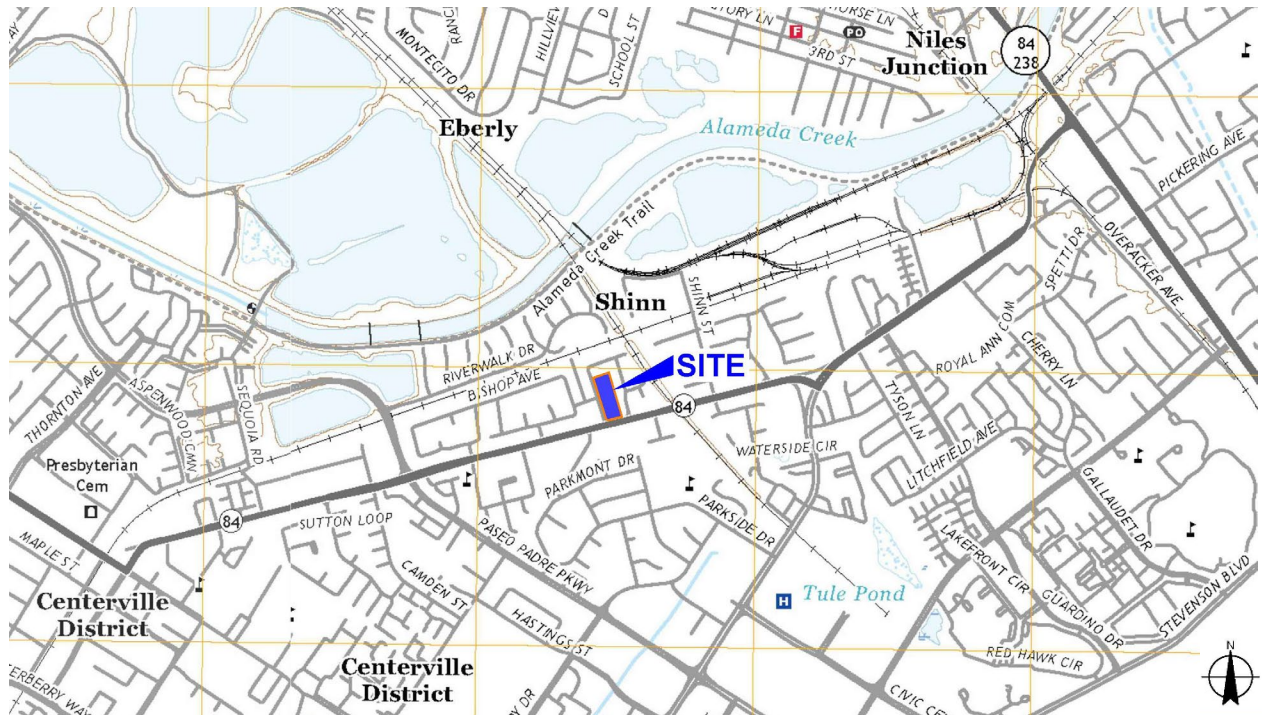 MONTECITO DR
HILLVIEW
SCHOOL ST
F
PO
3RD ST
Niles
Junction
84
238
Eberly
Alameda Creek
PICKERING AVE
Alameda Creek Trail
OVERACKER AVE
SPETTI DR
Shinn
SHINN ST
RIVERWALK DR
BISHOP AVE
SITE
ROYAL ANN COM
CHERRY LN
THORNTON AVE
ASPENWOOD CMN
SEQUOIA RD
84
TYSON LN
LITCHFIELD AVE
WATERSIDE CIR
Presbyterian
Cem
PARKMONT DR
PARKSIDE DR
GALLAUDET DR
84
SUTTON LOOP
PASEO PADRE PKWY
LAKEFRONT CIR
GUARDINO DR
STEVENSON BLVD
MAPLE ST
CAMDEN ST
HASTINGS ST
H
Tule Pond
Centerville
District
Centerville
District
RED HAWK CIR
N